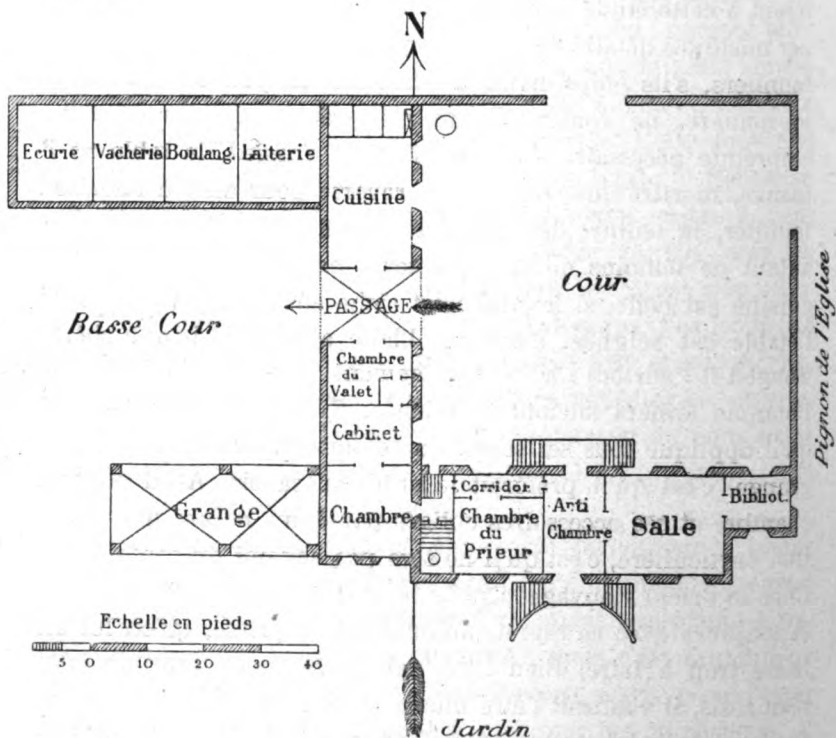 N
Ecurie
Vacherie
Boulang.
Laiterie
Cuisine
Cour
PASSAGE
Basse Cour
Pignon de l'Eglise
Chambre
du
Valet
Cabinet
Grange
Chambre
Corridor
Chambre
du
Prieur
Anti
Chambre
Salle
Bibliot.
Echelle en pieds
5 0 10 20 30 40
Jardin